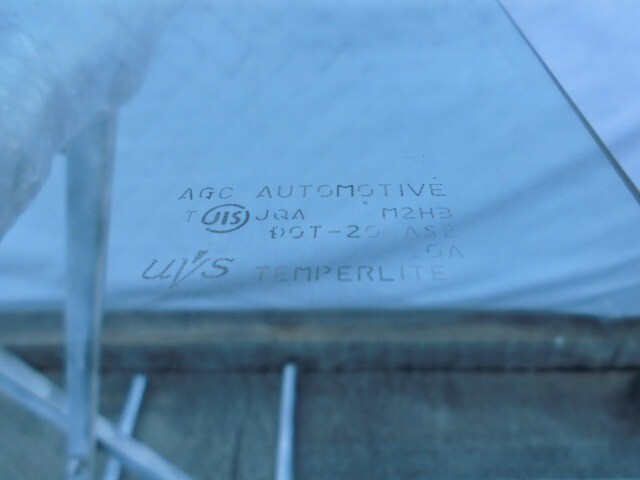 AGC AUTOMOTIVE
T JIS JQA M2H3
DOT-20 AS2
UVS TEMPERLITE